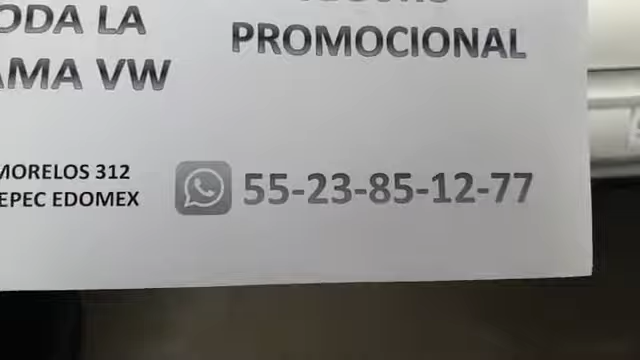 ODA LA
AMA VW
PROMOCIONAL
MORELOS 312
EPEC EDOMEX
55-23-85-12-77